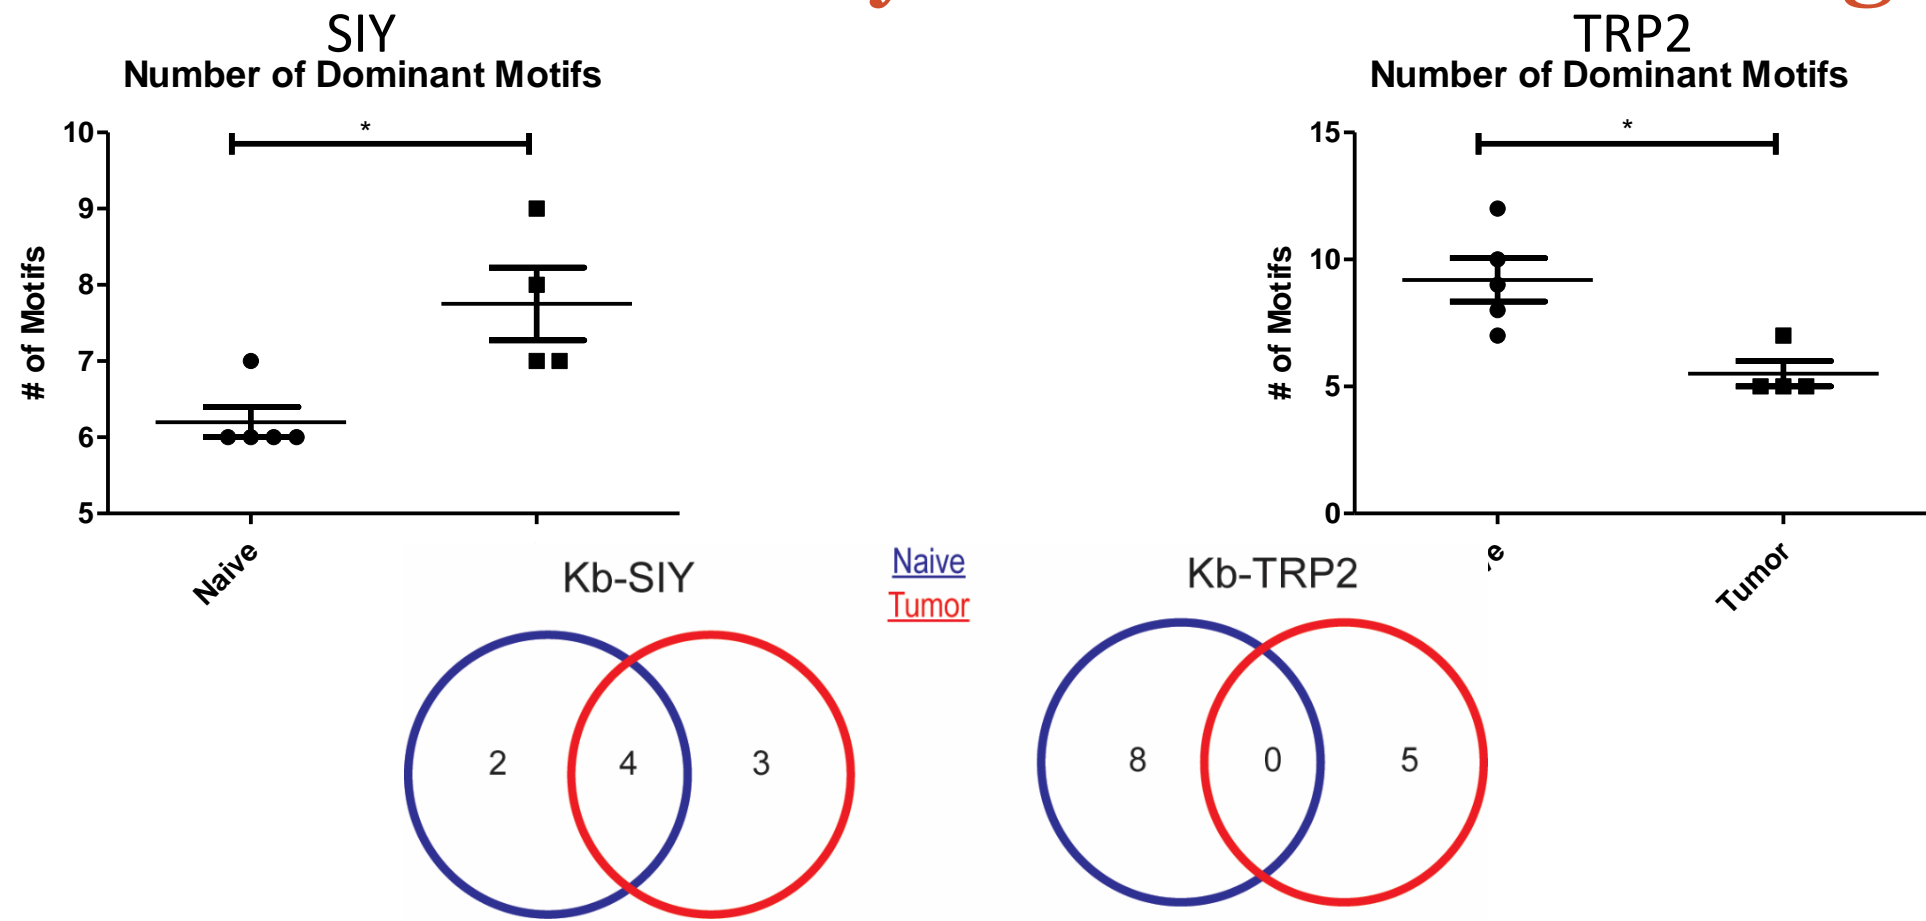 SIY
Number of Dominant Motifs
*
10
9
8
7
6
5
# of Motifs
Naive
TRP2
Number of Dominant Motifs
*
15
10
5
0
# of Motifs
Tumor
Kb-SIY
2
4
3
Naive
Tumor
Kb-TRP2
8
0
5